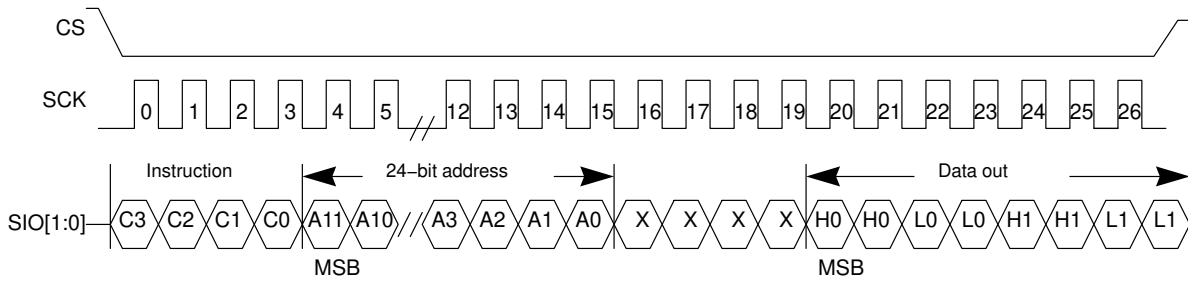 CS
SCK 0 1 2 3 4 5 12 13 14 15 16 17 18 19 20 21 22 23 24 25 26
Instruction 24−bit address Data out
SIO[1:0] C3 C2 C1 C0 A11 A10 A3 A2 A1 A0 X X X X H0 H0 L0 L0 H1 H1 L1 L1
MSB MSB